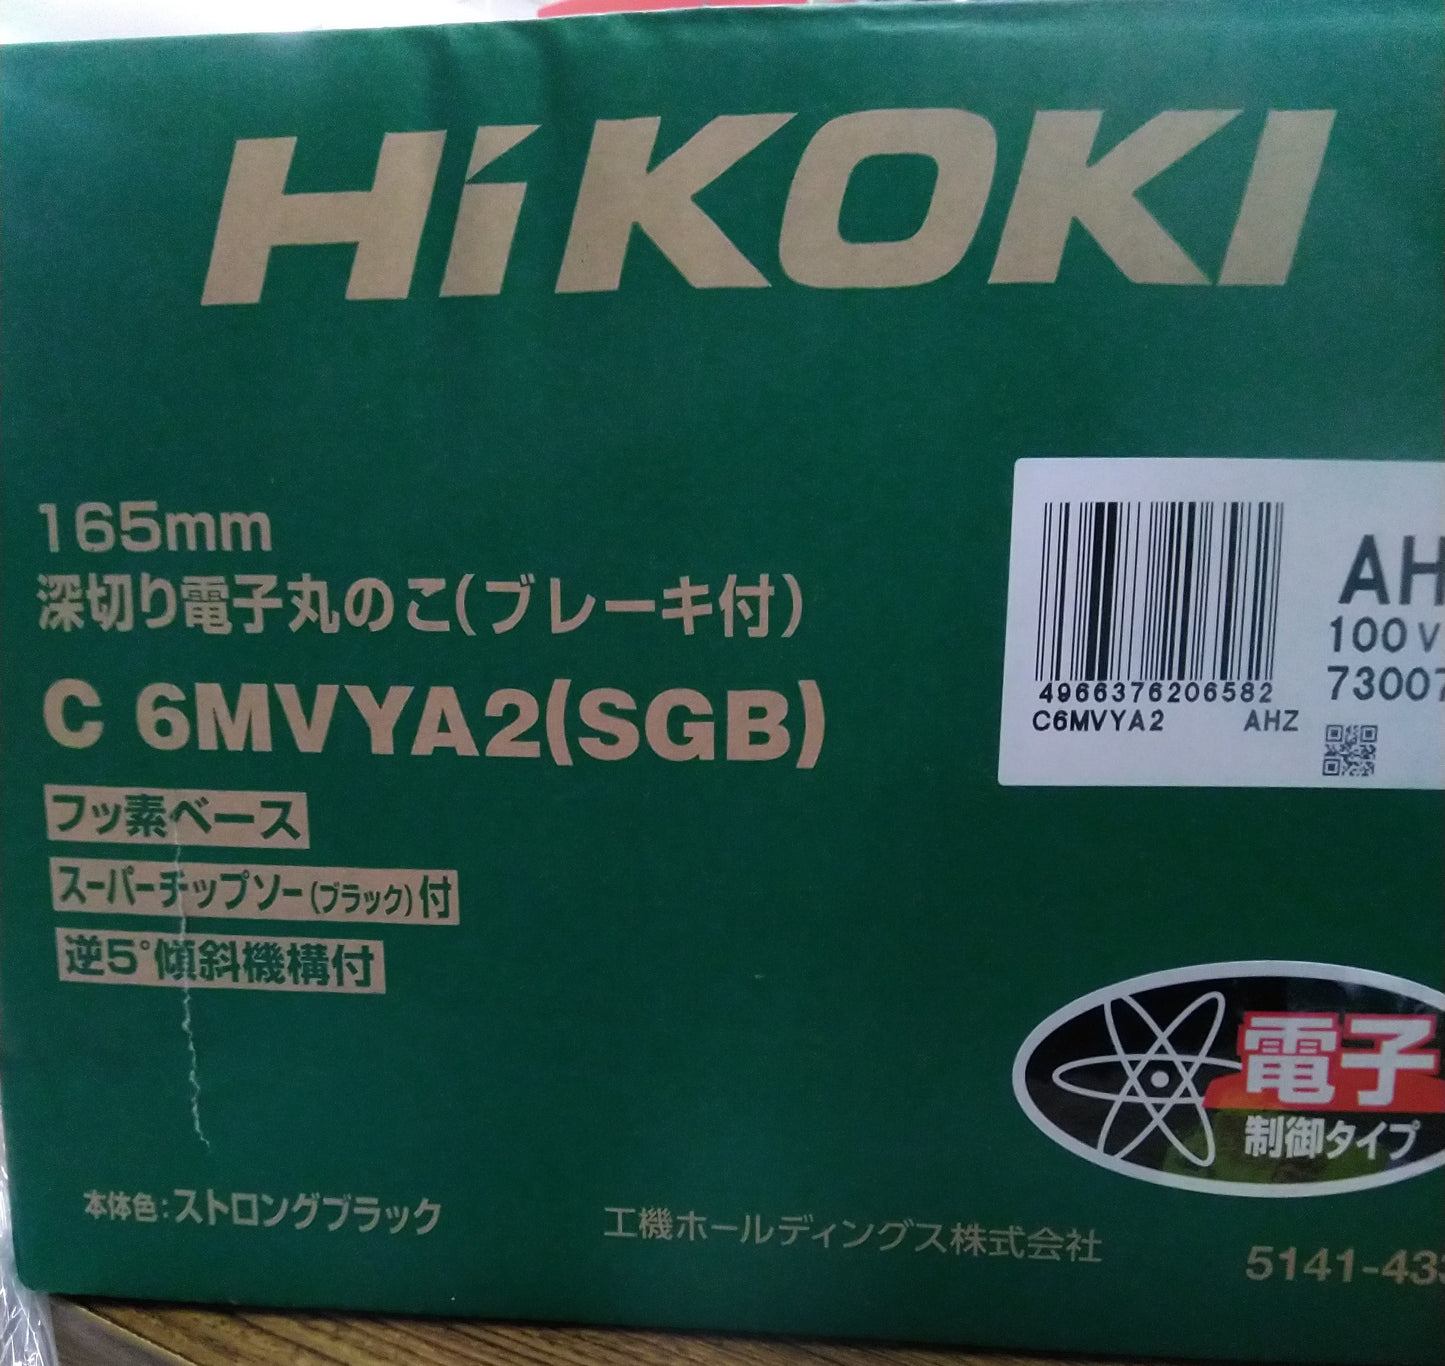 HiKOKI
165mm
深切り電子丸のこ(ブレーキ付)
C 6MVYA2(SGB)
フッ素ベース
スーパーチップソー(ブラック)付
逆5°傾斜機構付
4966376206582
C6MVYA2 AHZ
AH
100V
73007
電子
制御タイプ
本体色:ストロングブラック
工機ホールディングス株式会社
5141-43